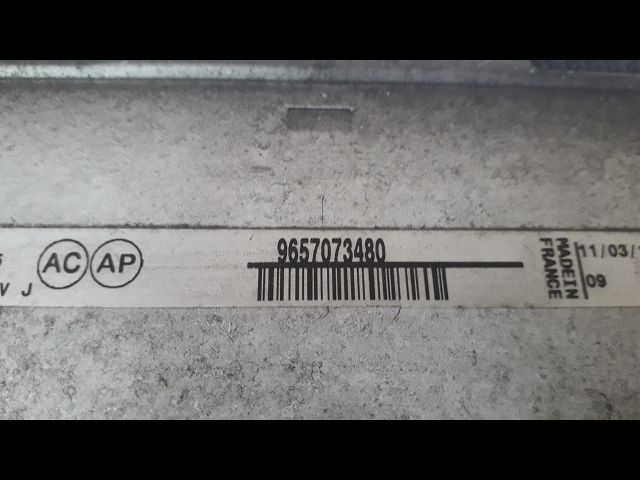 AC AP
V J
9657073480
MADE IN
FRANCE
11/03/
09